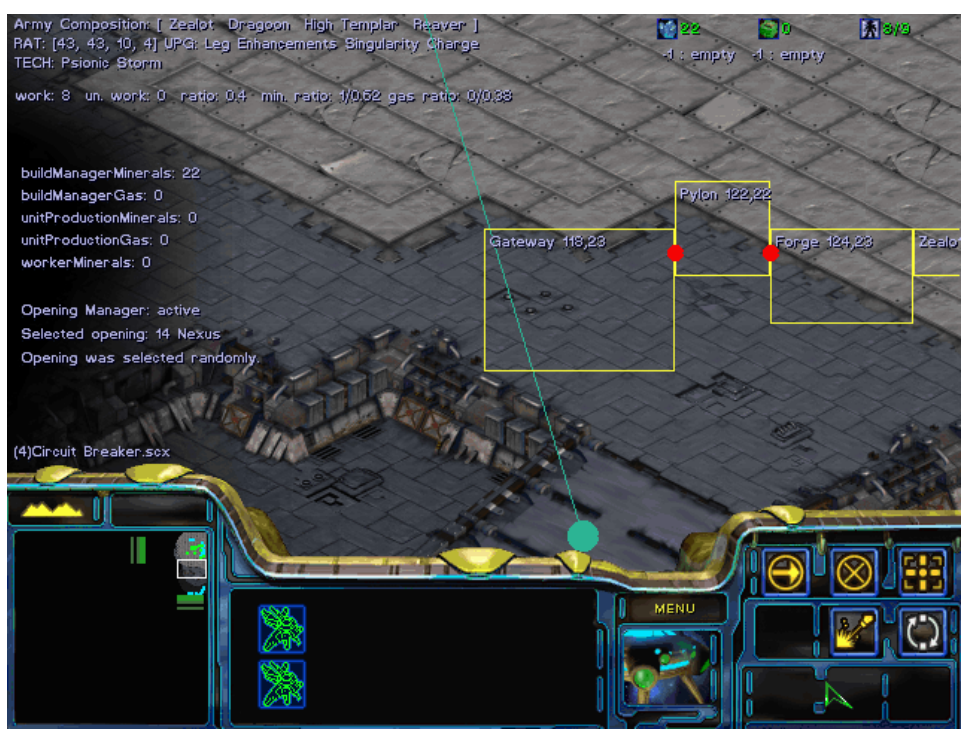 Army Composition: [ Zealot Dragoon High Templar Reaver ]
RAT: [43, 43, 10, 4] UPG: Leg Enhancements Singularity Charge
TECH: Psionic Storm
22 0 8/9
-1 : empty -1 : empty
work: 8 un. work: 0 ratio: 0.4 min. ratio: 1/0.62 gas ratio: 0/0.38
buildManagerMinerals: 22
buildManagerGas: 0
unitProductionMinerals: 0
unitProductionGas: 0
workerMinerals: 0
Pylon 122,22
Gateway 118,23
Forge 124,23
Zealot
Opening Manager: active
Selected opening: 14 Nexus
Opening was selected randomly.
(4)Circuit Breaker.scx
MENU